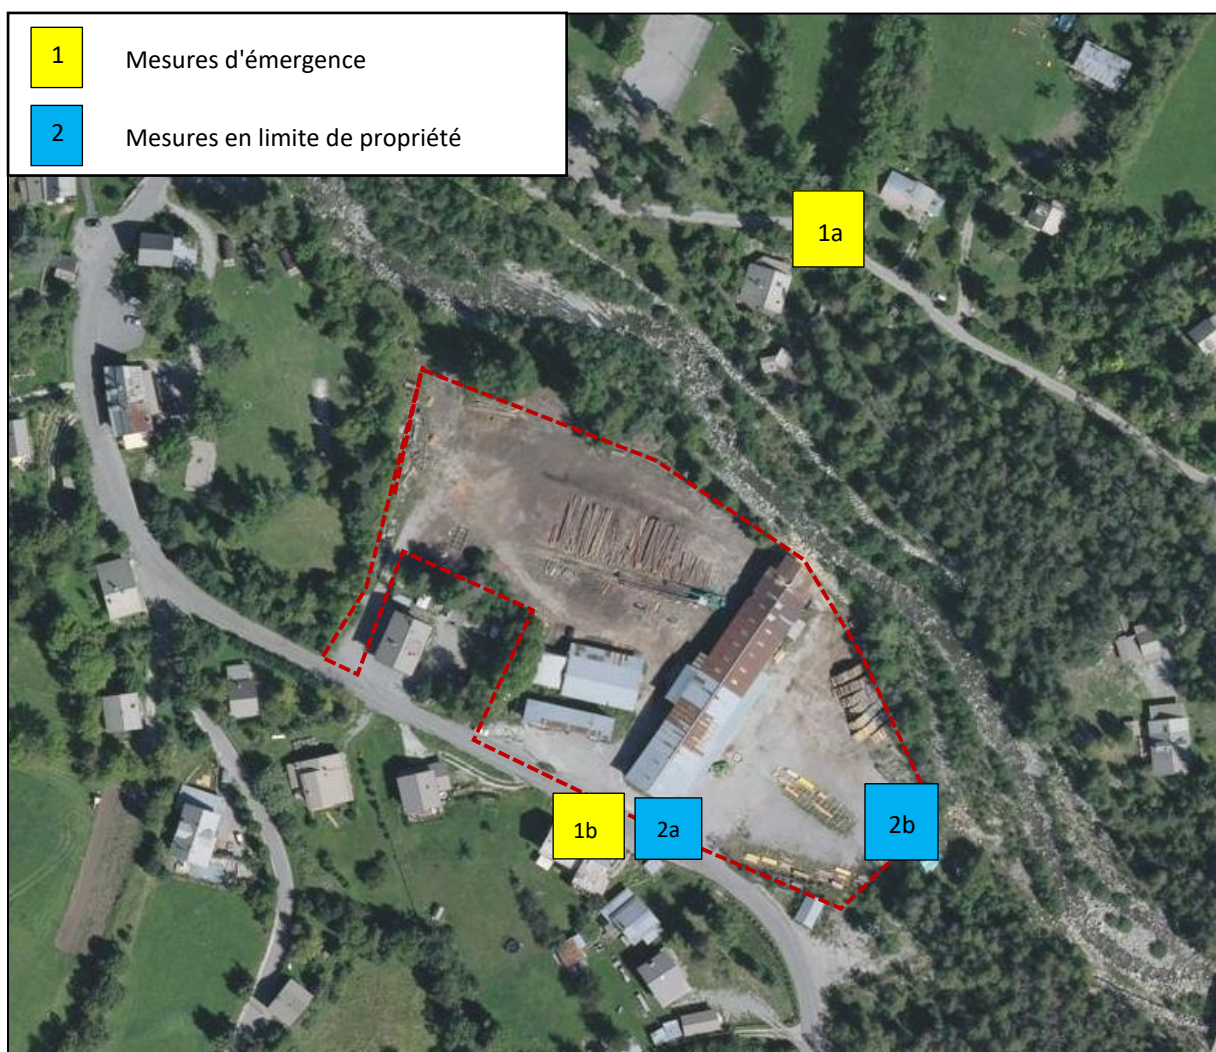 1 Mesures d'émergence
2 Mesures en limite de propriété
1a
1b
2a
2b